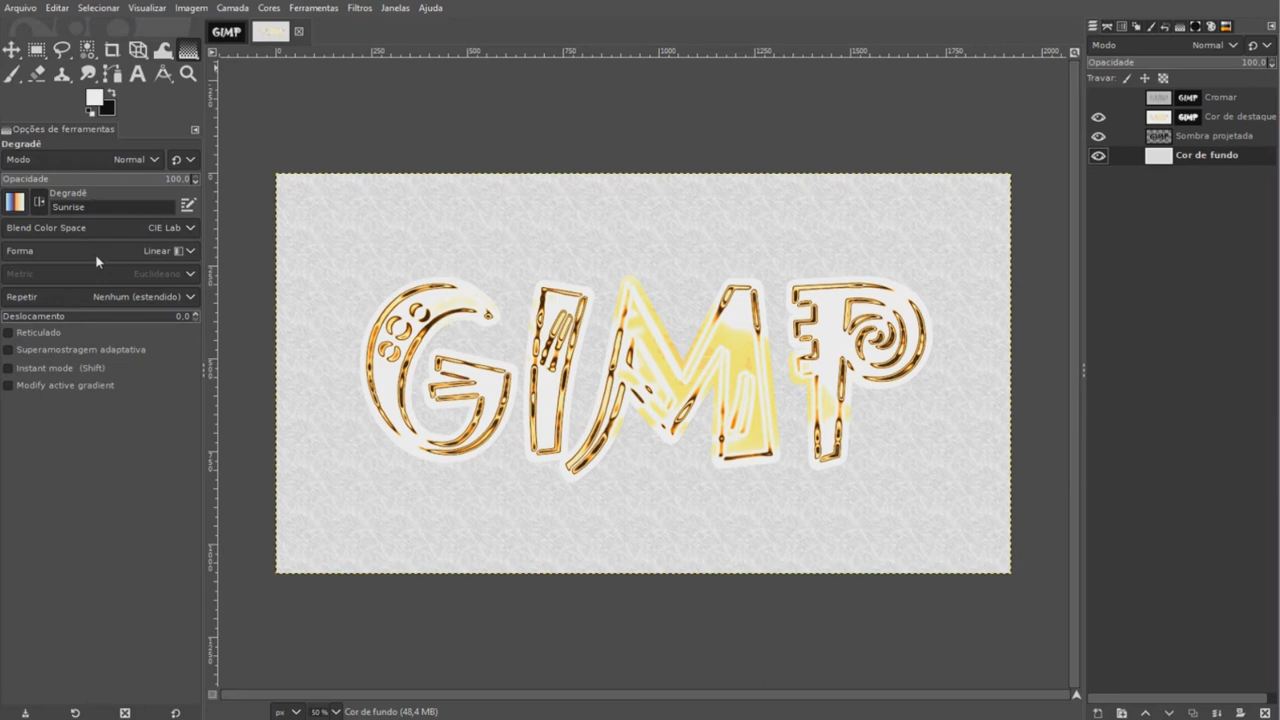 Arquivo Editar Selecionar Visualizar Imagem Camada Cores Ferramentas Filtros Janelas Ajuda
GIMP
0 250 500 750 1000 1250 1500 1750 2000
Opções de ferramentas
Degradê
Modo Normal
Opacidade 100,0
Degradê
Sunrise
Blend Color Space CIE Lab
Forma Linear
Metric Euclideano
Repetir Nenhum (estendido)
Deslocamento 0,0
Reticulado
Superamostragem adaptativa
Instant mode (Shift)
Modify active gradient
GIMP
px 50 % Cor de fundo (48,4 MB)
Modo Normal
Opacidade 100,0
Travar:
GIMP Cromar
GIMP Cor de destaque
Sombra projetada
Cor de fundo